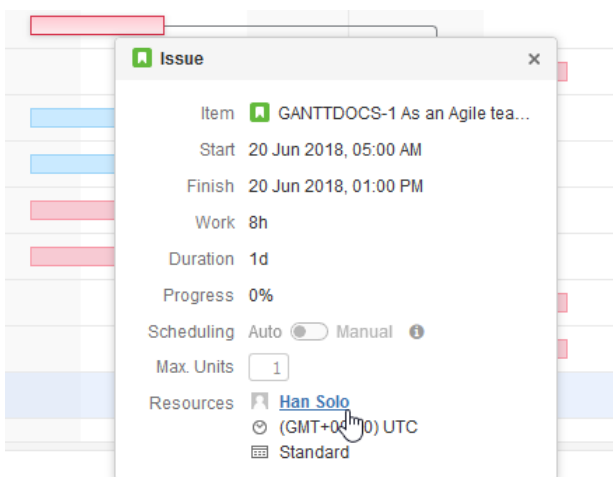 Issue ×
Item GANTTDOCS-1 As an Agile tea...
Start 20 Jun 2018, 05:00 AM
Finish 20 Jun 2018, 01:00 PM
Work 8h
Duration 1d
Progress 0%
Scheduling Auto Manual
Max. Units 1
Resources Han Solo
UTC
Standard